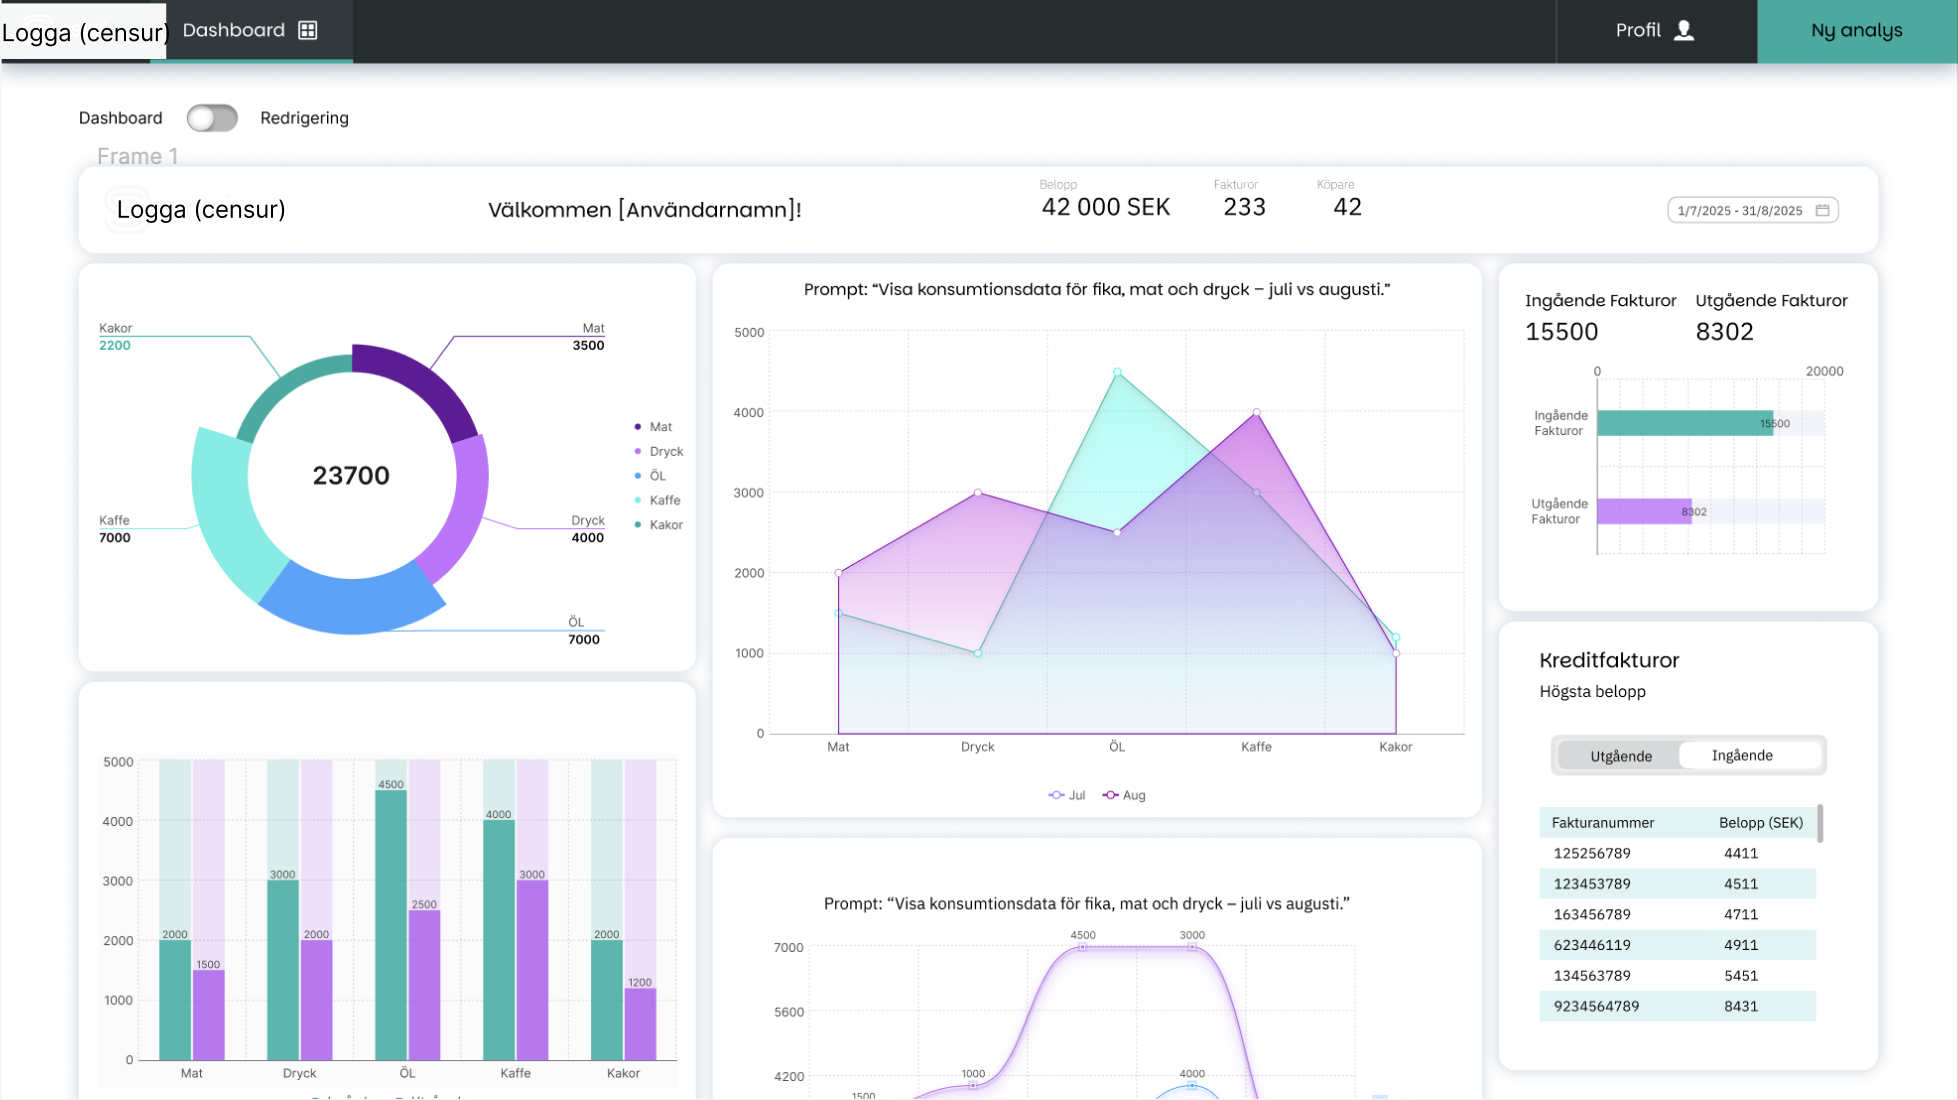 Logga (censur)
Dashboard
Profil
Ny analys
Dashboard
Redrigering
Frame 1
Logga (censur)
Välkommen [Användarnamn]!
Belopp
42 000 SEK
Fakturor
233
Köpare
42
1/7/2025 - 31/8/2025
Kakor
2200
Mat
3500
Kaffe
7000
23700
Dryck
4000
ÖL
7000
Mat
Dryck
ÖL
Kaffe
Kakor
Prompt: “Visa konsumtionsdata för fika, mat och dryck – juli vs augusti.”
5000
4000
3000
2000
1000
0
Mat
Dryck
ÖL
Kaffe
Kakor
Jul
Aug
Ingående Fakturor
15500
Utgående Fakturor
8302
0
20000
Ingående
Fakturor
15500
Utgående
Fakturor
8302
Kreditfakturor
Högsta belopp
Utgående
Ingående
Fakturanummer Belopp (SEK)
125256789 4411
123453789 4511
163456789 4711
623446119 4911
134563789 5451
9234564789 8431
5000
4000
3000
2000
1000
0
2000
1500
3000
2000
4500
2500
4000
3000
2000
1200
Mat
Dryck
ÖL
Kaffe
Kakor
Prompt: “Visa konsumtionsdata för fika, mat och dryck – juli vs augusti.”
7000
5600
4200
1500
1000
4500
3000
4000